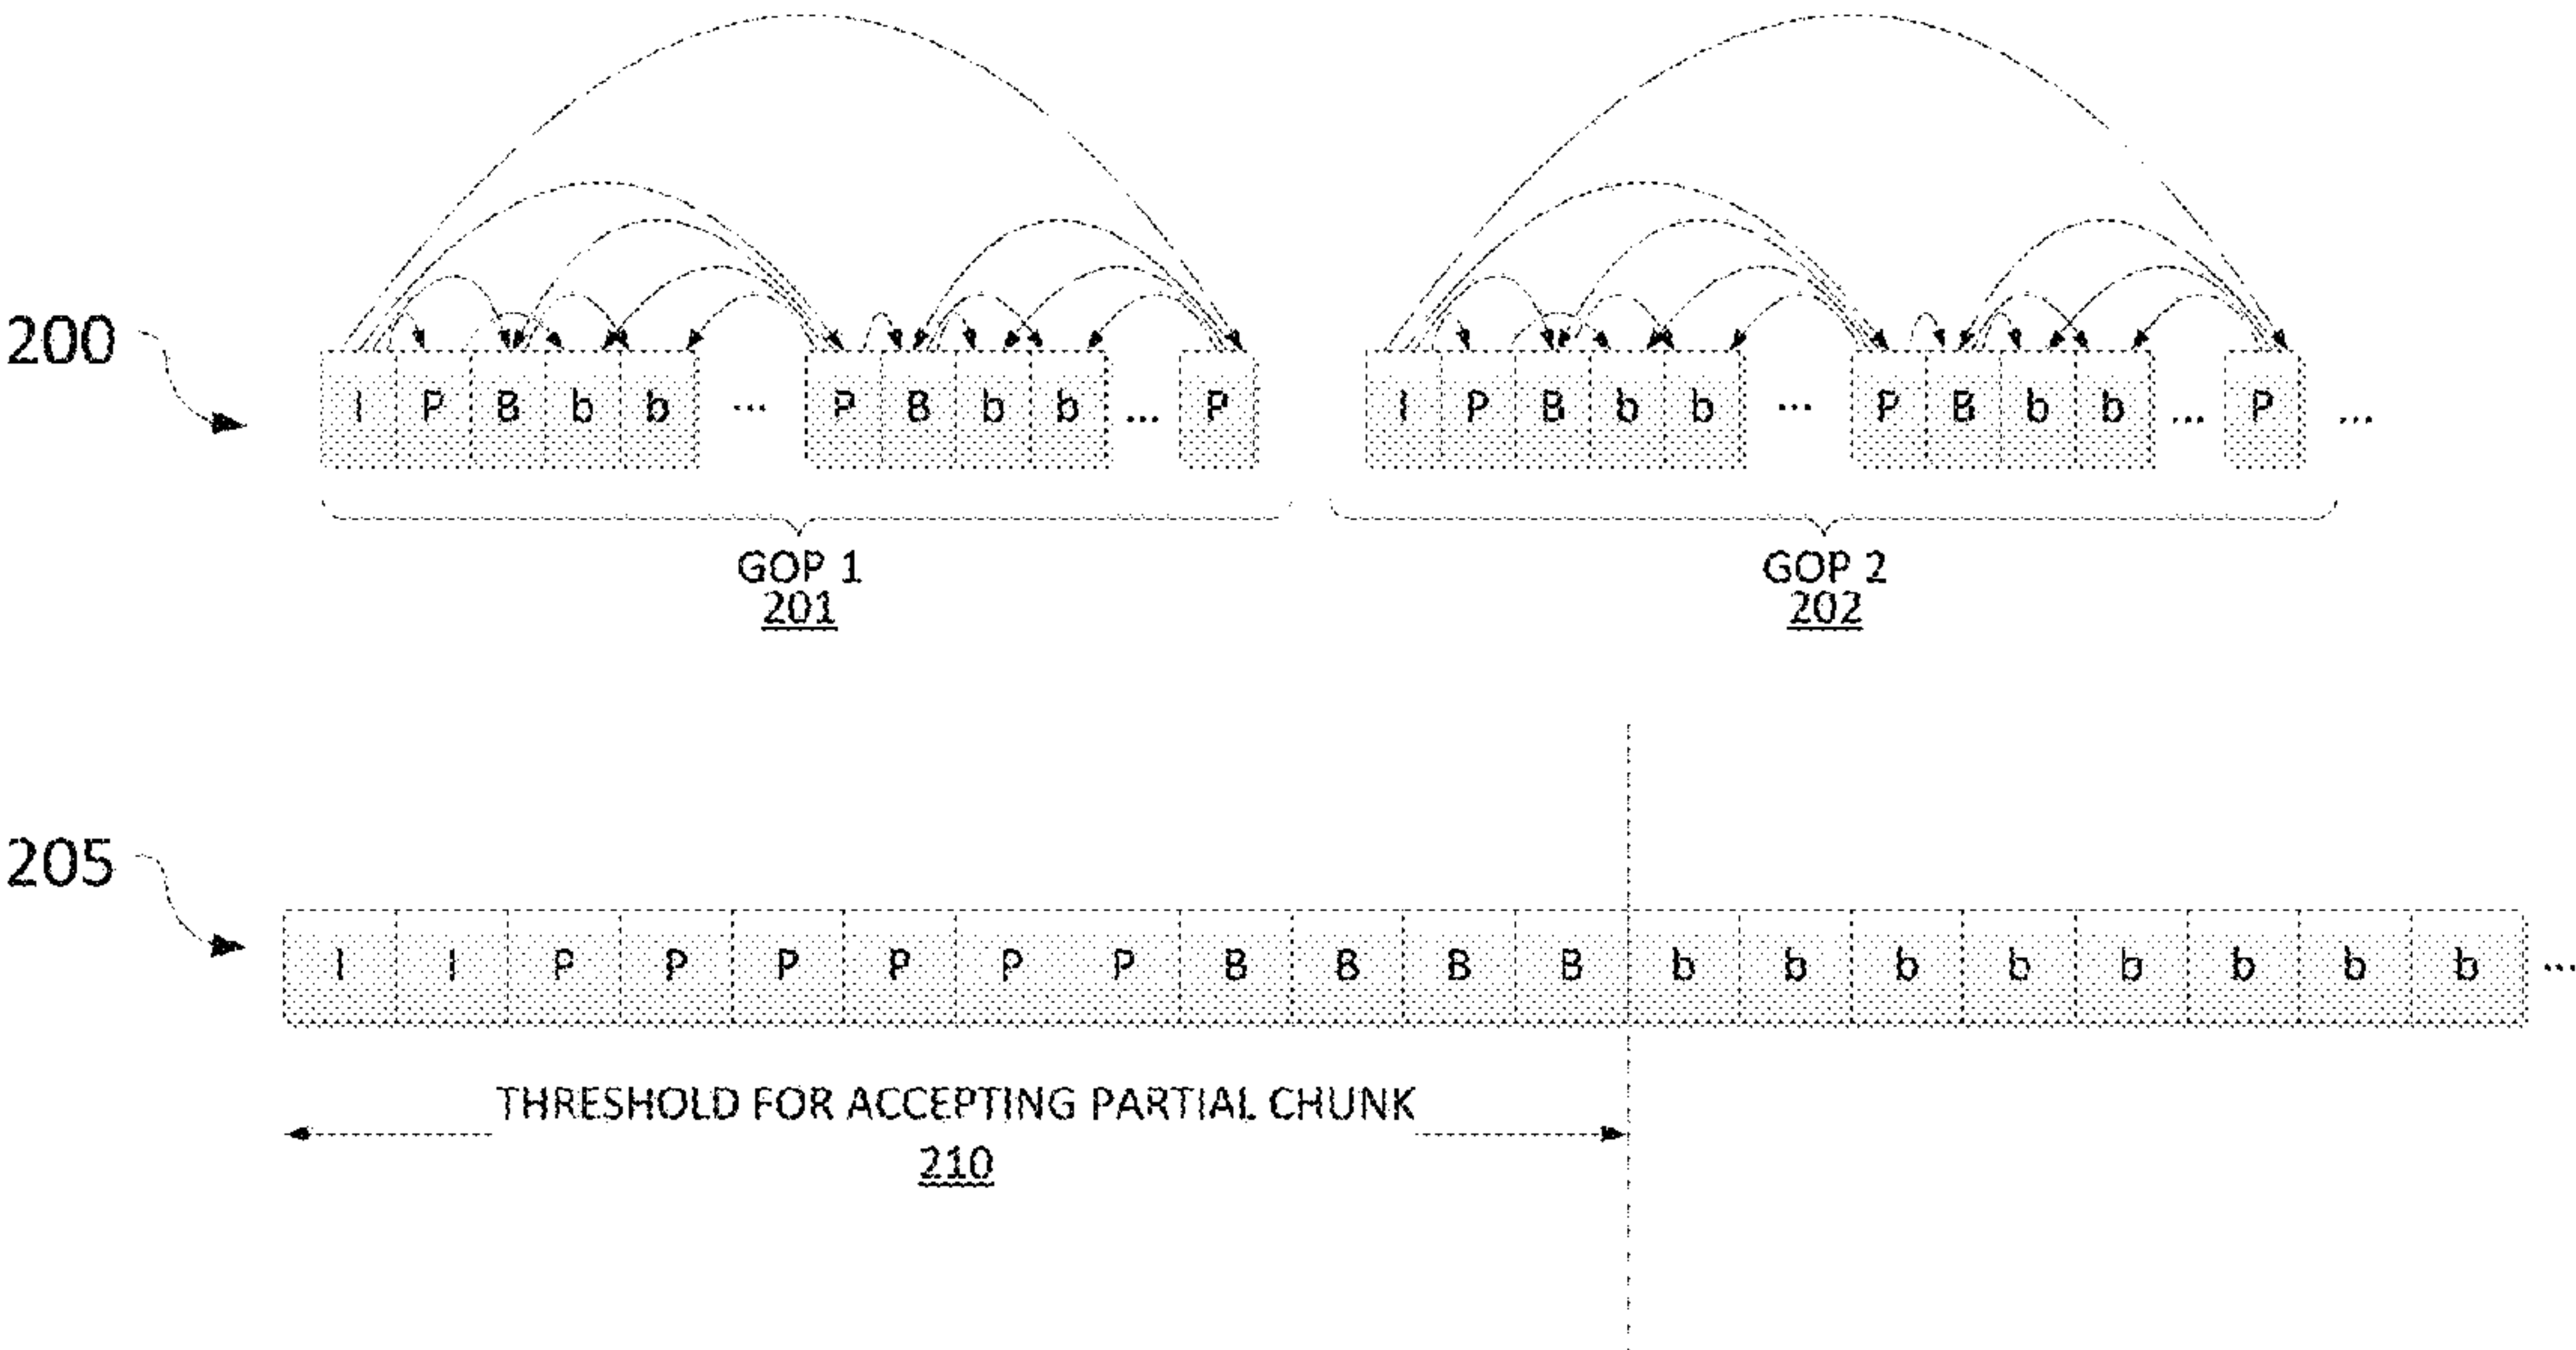 200
I P B b b ... P B b b ... P I P B b b ... P B b b ... P ...
GOP 1
201
GOP 2
202
205
I I P P P P P P B B B B b b b b b b b b ...
THRESHOLD FOR ACCEPTING PARTIAL CHUNK
210